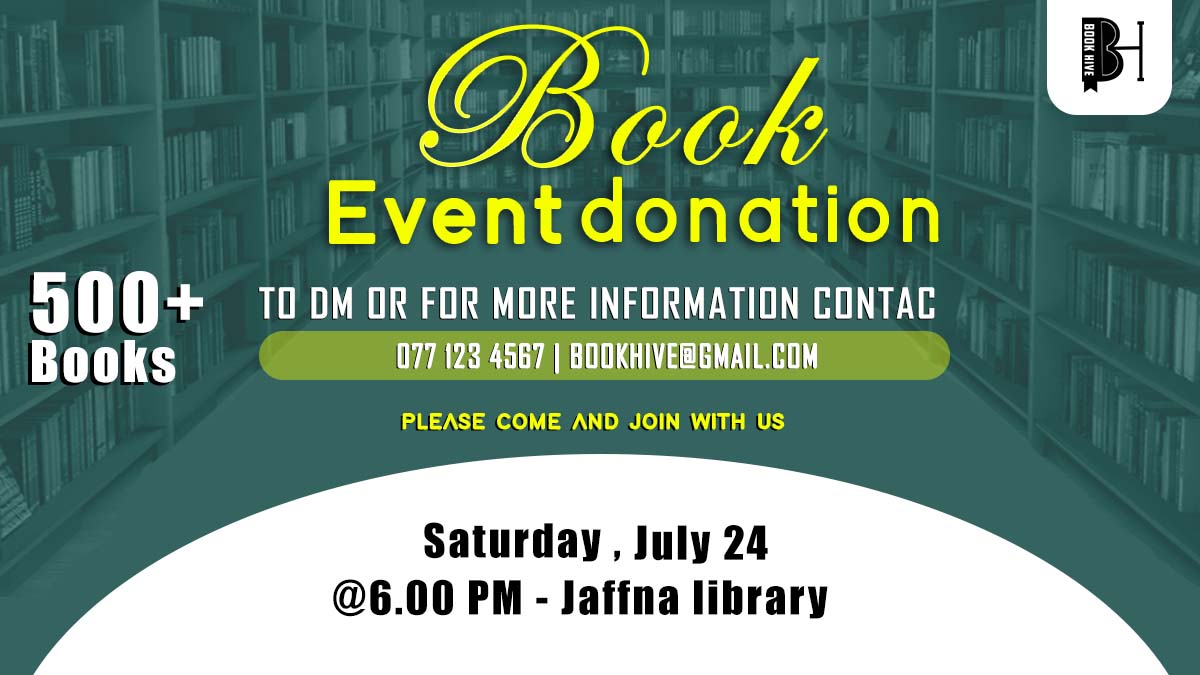 BOOK HIVE
BH
Book
Event donation
500+
Books
TO DM OR FOR MORE INFORMATION CONTAC
077 123 4567 | BOOKHIVE@GMAIL.COM
PLEASE COME AND JOIN WITH US
Saturday , July 24
@6.00 PM - Jaffna library